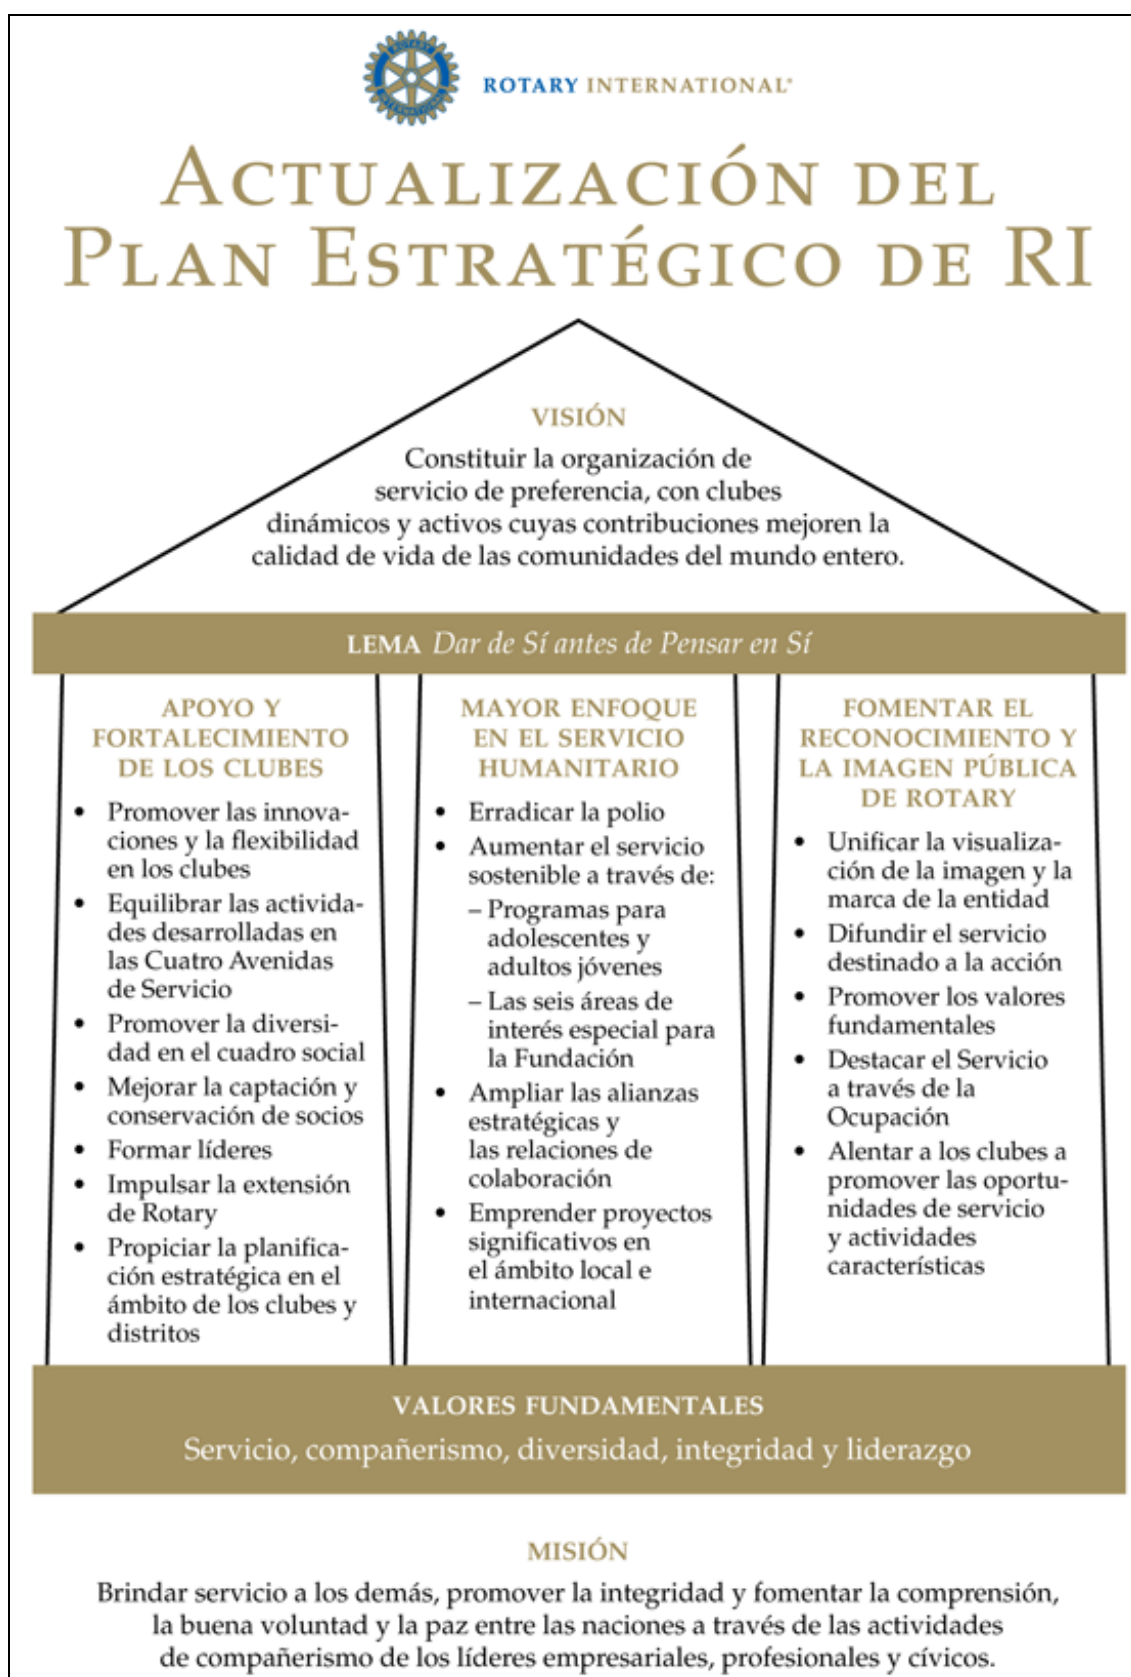 ROTARY INTERNATIONAL
ROTARY INTERNATIONAL®
ACTUALIZACIÓN DEL
PLAN ESTRATÉGICO DE RI
VISIÓN
Constituir la organización de
servicio de preferencia, con clubes
dinámicos y activos cuyas contribuciones mejoren la
calidad de vida de las comunidades del mundo entero.
LEMA Dar de Sí antes de Pensar en Sí
APOYO Y
FORTALECIMIENTO
DE LOS CLUBES
• Promover las innova-
ciones y la flexibilidad
en los clubes
• Equilibrar las activida-
des desarrolladas en
las Cuatro Avenidas
de Servicio
• Promover la diversi-
dad en el cuadro social
• Mejorar la captación y
conservación de socios
• Formar líderes
• Impulsar la extensión
de Rotary
• Propiciar la planifica-
ción estratégica en el
ámbito de los clubes y
distritos
MAYOR ENFOQUE
EN EL SERVICIO
HUMANITARIO
• Erradicar la polio
• Aumentar el servicio
sostenible a través de:
– Programas para
adolescentes y
adultos jóvenes
– Las seis áreas de
interés especial para
la Fundación
• Ampliar las alianzas
estratégicas y
las relaciones de
colaboración
• Emprender proyectos
significativos en
el ámbito local e
internacional
FOMENTAR EL
RECONOCIMIENTO Y
LA IMAGEN PÚBLICA
DE ROTARY
• Unificar la visualiza-
ción de la imagen y la
marca de la entidad
• Difundir el servicio
destinado a la acción
• Promover los valores
fundamentales
• Destacar el Servicio
a través de la
Ocupación
• Alentar a los clubes a
promover las oportu-
nidades de servicio
y actividades
características
VALORES FUNDAMENTALES
Servicio, compañerismo, diversidad, integridad y liderazgo
MISIÓN
Brindar servicio a los demás, promover la integridad y fomentar la comprensión,
la buena voluntad y la paz entre las naciones a través de las actividades
de compañerismo de los líderes empresariales, profesionales y cívicos.